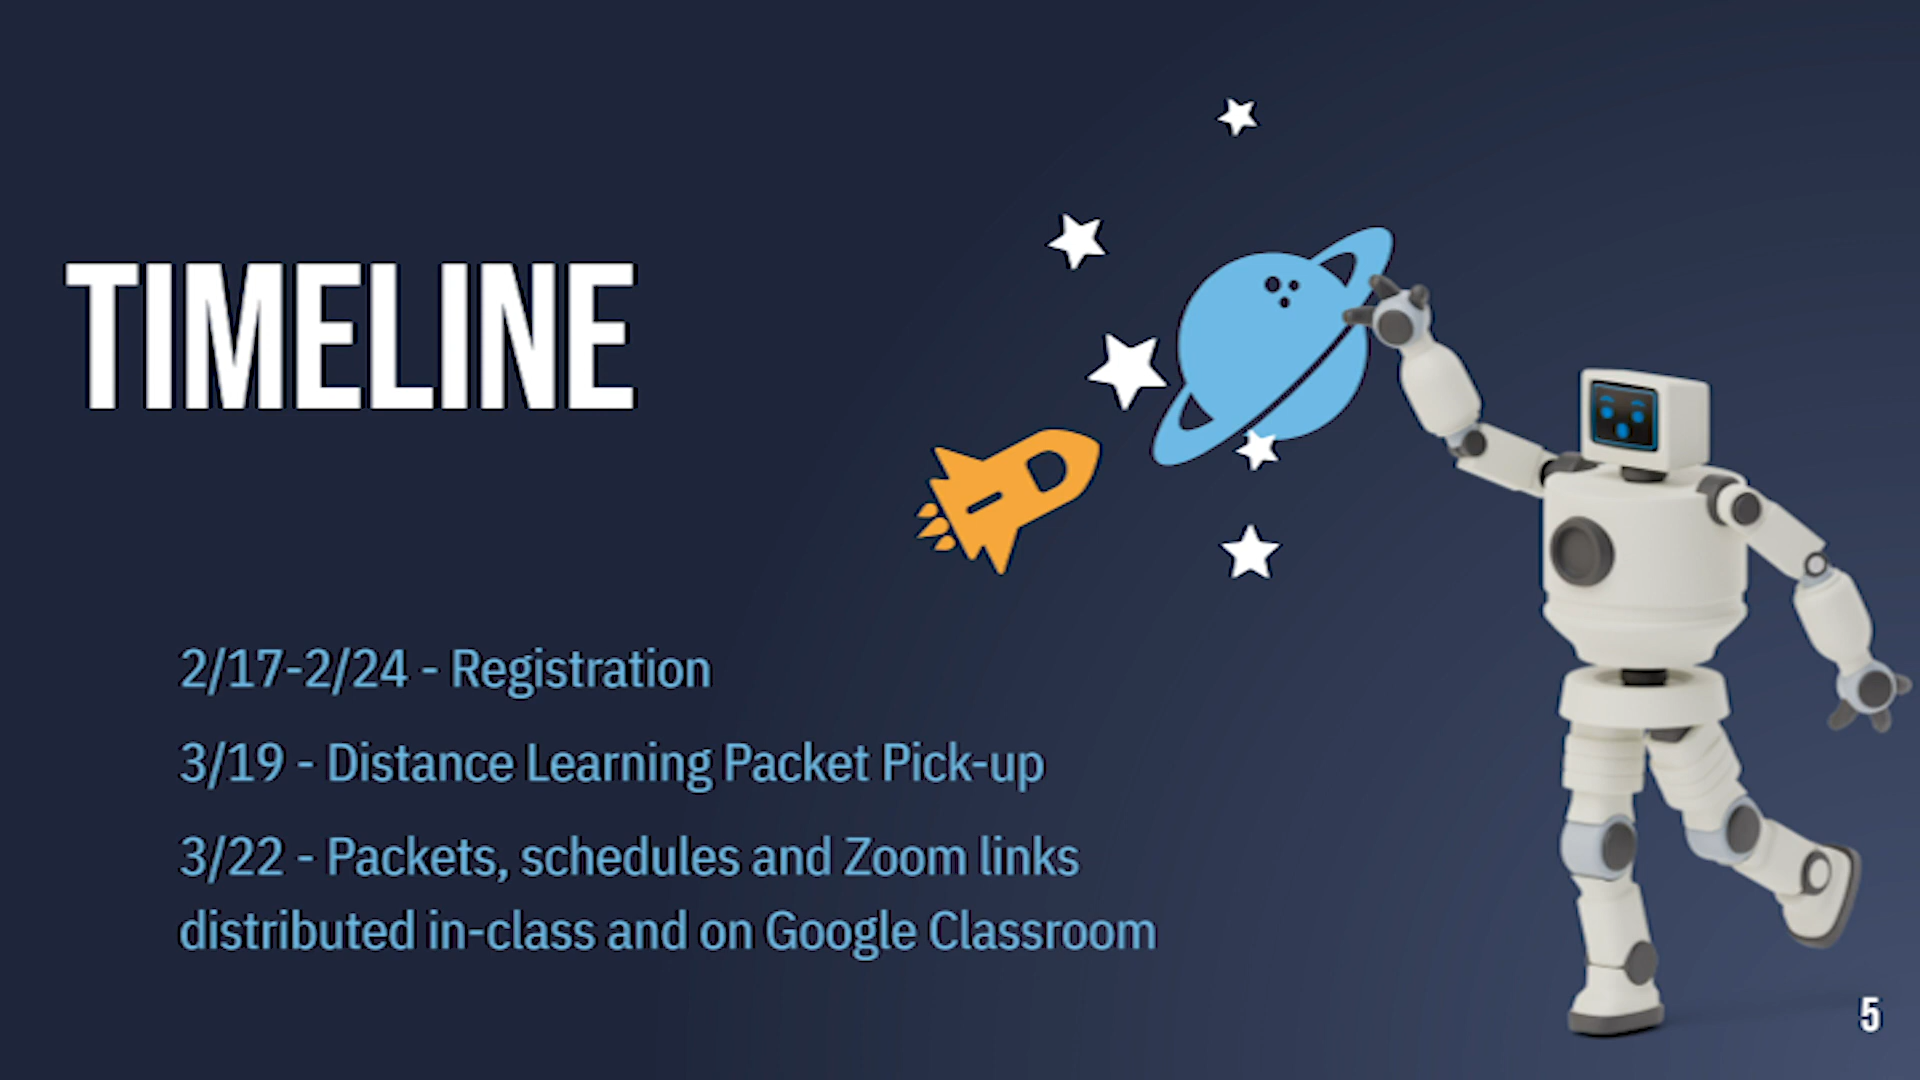 TIMELINE
2/17-2/24 - Registration
3/19 - Distance Learning Packet Pick-up
3/22 - Packets, schedules and Zoom links
distributed in-class and on Google Classroom
5